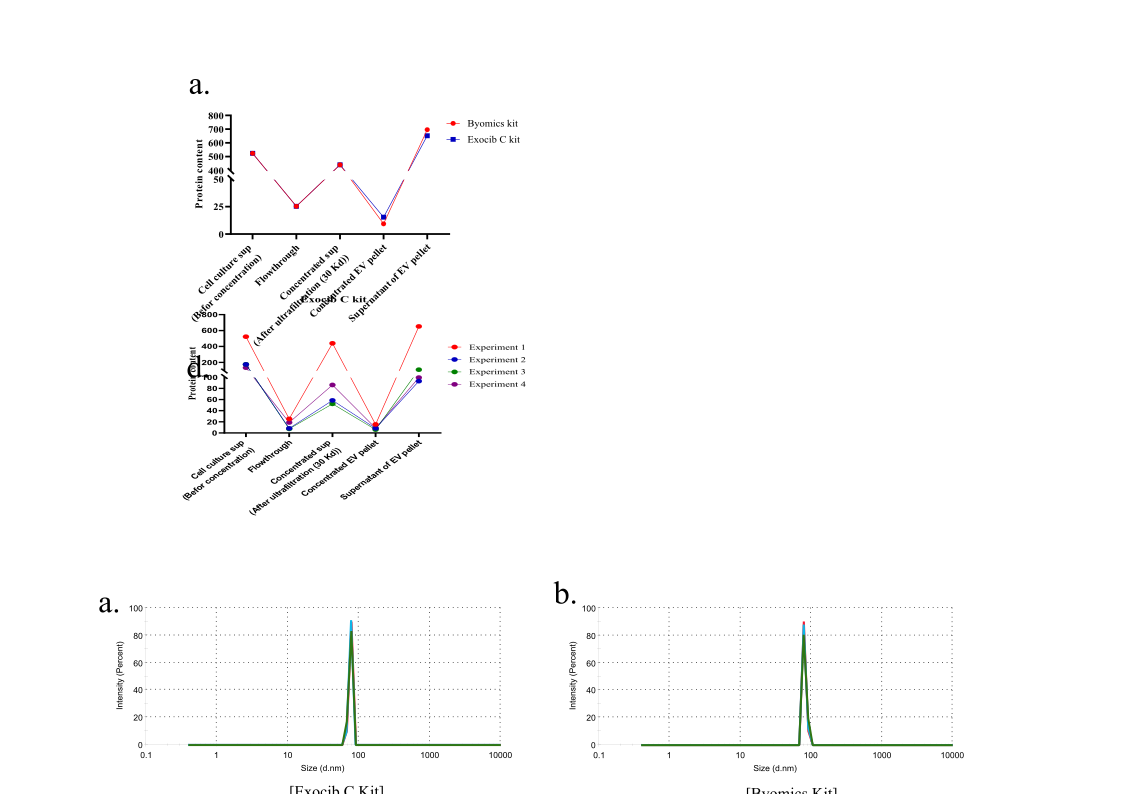 a.
800
700
600
500
400
50
25
0
Protein content
Byomics kit
Exocib C kit
Cell culture sup
(Befor concentration)
Flowthrough
Concentrated sup
(After ultrafiltration (30 Kd))
Concentrated EV pellet
Supernatant of EV pellet
Exocib C kit
d.
800
600
400
200
100
80
60
40
20
0
Protein content
Experiment 1
Experiment 2
Experiment 3
Experiment 4
Cell culture sup
(Befor concentration)
Flowthrough
Concentrated sup
(After ultrafiltration (30 Kd))
Concentrated EV pellet
Supernatant of EV pellet
a.
100
80
60
40
20
0
Intensity (Percent)
0.1 1 10 100 1000 10000
Size (d.nm)
[Exocib C Kit]
b.
100
80
60
40
20
0
Intensity (Percent)
0.1 1 10 100 1000 10000
Size (d.nm)
[Byomics Kit]